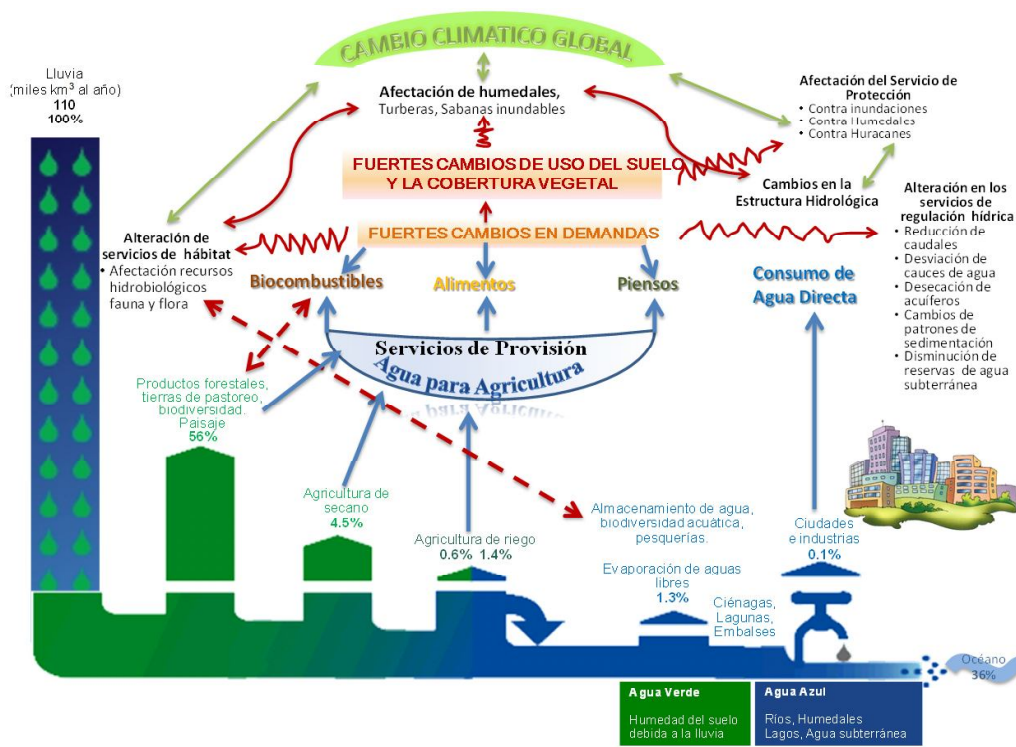 CAMBIO CLIMATICO GLOBAL
Lluvia
(miles km³ al año)
110
100%
Afectación de humedales,
Turberas, Sabanas inundables
Afectación del Servicio de
Protección
• Contra inundaciones
• Contra Humedales
• Contra Huracanes
FUERTES CAMBIOS DE USO DEL SUELO
Y LA COBERTURA VEGETAL
Cambios en la
Estructura Hidrológica
Alteración en los
servicios de
regulación hídrica
• Reducción de
caudales
• Desviación de
cauces de agua
• Desecación de
acuíferos
• Cambios de
patrones de
sedimentación
• Disminución de
reservas de agua
subterránea
FUERTES CAMBIOS EN DEMANDAS
Alteración de
servicios de hábitat
• Afectación recursos
hidrobiológicos
fauna y flora
Biocombustibles
Alimentos
Piensos
Consumo de
Agua Directa
Servicios de Provisión
Agua para Agricultura
Productos forestales,
tierras de pastoreo,
biodiversidad.
Paisaje
56%
Agricultura de
secano
4.5%
Agricultura de riego
0.6% 1.4%
Almacenamiento de agua,
biodiversidad acuática,
pesquerías.
Evaporación de aguas
libres
1.3%
Ciudades
e industrias
0.1%
Ciénagas,
Lagunas,
Embalses
Océano
36%
Agua Verde
Humedad del suelo
debida a la lluvia
Agua Azul
Ríos, Humedales
Lagos, Agua subterránea